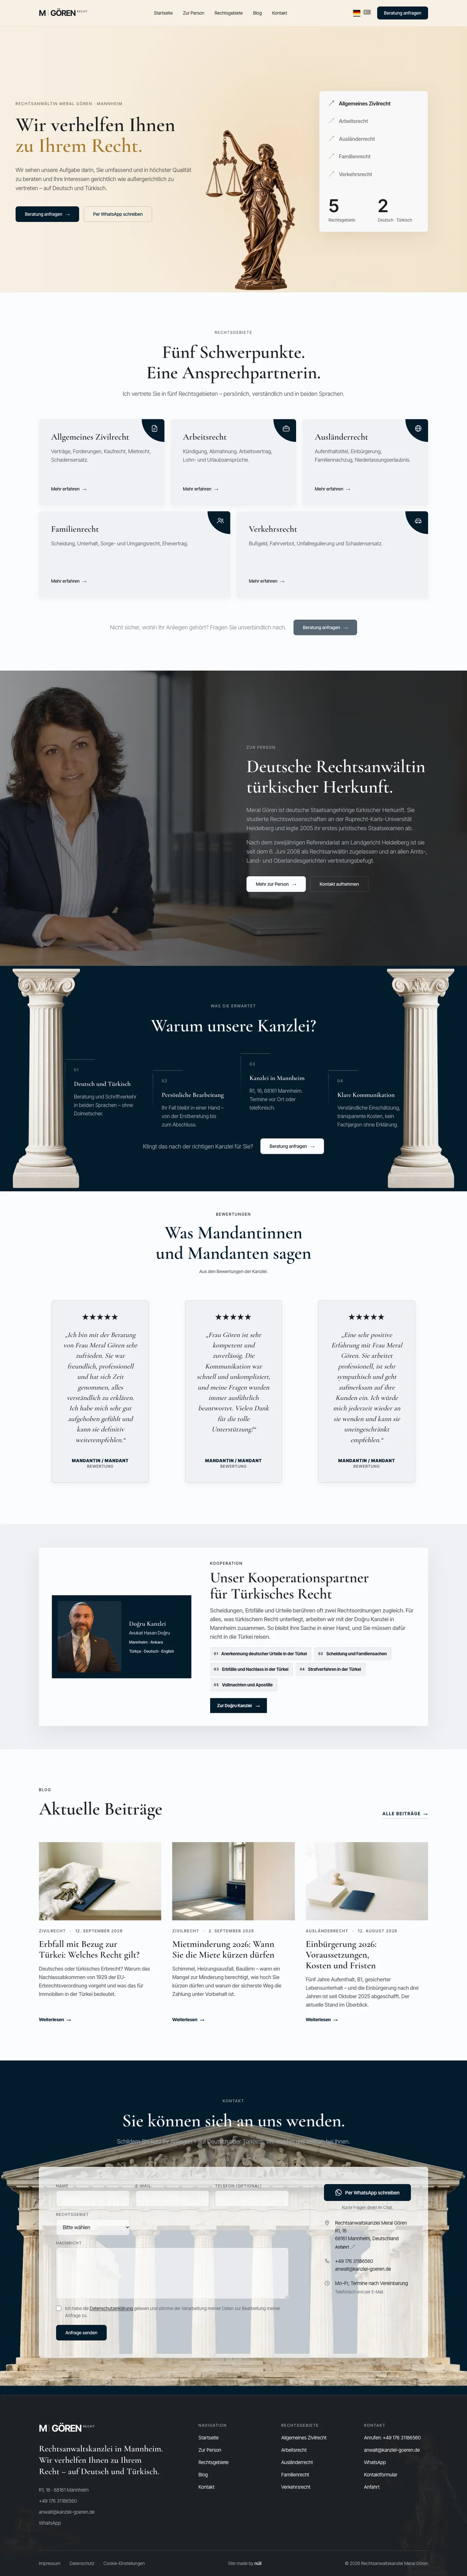 M GÖREN RECHT
Startseite Zur Person Rechtsgebiete Blog Kontakt
Beratung anfragen
RECHTSANWÄLTIN MERAL GÖREN · MANNHEIM
Wir verhelfen Ihnen
zu Ihrem Recht.
Wir sehen unsere Aufgabe darin, Sie umfassend und in höchster Qualität
zu beraten und Ihre Interessen gerichtlich wie außergerichtlich zu
vertreten – auf Deutsch und Türkisch.
Beratung anfragen →
Per WhatsApp schreiben
Allgemeines Zivilrecht
Arbeitsrecht
Ausländerrecht
Familienrecht
Verkehrsrecht
5 2
Rechtsgebiete Deutsch · Türkisch
RECHTSGEBIETE
Fünf Schwerpunkte.
Eine Ansprechpartnerin.
Ich vertrete Sie in fünf Rechtsgebieten – persönlich, verständlich und in beiden Sprachen.
Allgemeines Zivilrecht
Verträge, Forderungen, Kaufrecht, Mietrecht,
Schadensersatz.
Mehr erfahren →
Arbeitsrecht
Kündigung, Abmahnung, Arbeitsvertrag,
Lohn- und Urlaubsansprüche.
Mehr erfahren →
Ausländerrecht
Aufenthaltstitel, Einbürgerung,
Familiennachzug, Niederlassungserlaubnis.
Mehr erfahren →
Familienrecht
Scheidung, Unterhalt, Sorge- und Umgangsrecht, Ehevertrag.
Mehr erfahren →
Verkehrsrecht
Bußgeld, Fahrverbot, Unfallregulierung und Schadensersatz.
Mehr erfahren →
Nicht sicher, wohin Ihr Anliegen gehört? Fragen Sie unverbindlich nach.
Beratung anfragen →
ZUR PERSON
Deutsche Rechtsanwältin
türkischer Herkunft.
Meral Gören ist deutsche Staatsangehörige türkischer Herkunft. Sie
studierte Rechtswissenschaften an der Ruprecht-Karls-Universität
Heidelberg und legte 2005 ihr erstes juristisches Staatsexamen ab.
Nach dem zweijährigen Referendariat am Landgericht Heidelberg ist sie
seit dem 6. Juni 2008 als Rechtsanwältin zugelassen und an allen Amts-,
Land- und Oberlandesgerichten vertretungsbefugt.
Mehr zur Person →
Kontakt aufnehmen
WAS SIE ERWARTET
Warum unsere Kanzlei?
01
Deutsch und Türkisch
Beratung und Schriftverkehr
in beiden Sprachen – ohne
Dolmetscher.
02
Persönliche Bearbeitung
Ihr Fall bleibt in einer Hand –
von der Erstberatung bis
zum Abschluss.
03
Kanzlei in Mannheim
R1, 16, 68161 Mannheim.
Termine vor Ort oder
telefonisch.
04
Klare Kommunikation
Verständliche Einschätzung,
transparente Kosten, kein
Fachjargon ohne Erklärung.
Klingt das nach der richtigen Kanzlei für Sie?
Beratung anfragen →
BEWERTUNGEN
Was Mandantinnen
und Mandanten sagen
Aus den Bewertungen der Kanzlei.
★★★★★
„Ich bin mit der Beratung
von Frau Meral Gören sehr
zufrieden. Sie war
freundlich, professionell
und hat sich Zeit
genommen, alles
verständlich zu erklären.
Ich habe mich sehr gut
aufgehoben gefühlt und
kann sie definitiv
weiterempfehlen.“
MANDANTIN / MANDANT
BEWERTUNG
★★★★★
„Frau Gören ist sehr
kompetent und
zuverlässig. Die
Kommunikation war
schnell und unkompliziert,
und meine Fragen wurden
immer ausführlich
beantwortet. Vielen Dank
für die tolle
Unterstützung!“
MANDANTIN / MANDANT
BEWERTUNG
★★★★★
„Eine sehr positive
Erfahrung mit Frau Meral
Gören. Sie arbeitet
professionell, ist sehr
sympathisch und geht
aufmerksam auf ihre
Kunden ein. Ich würde
mich jederzeit wieder an
sie wenden und kann sie
uneingeschränkt
empfehlen.“
MANDANTIN / MANDANT
BEWERTUNG
Doğru Kanzlei
Avukat Hasan Doğru
Mannheim · Ankara
Türkçe · Deutsch · English
KOOPERATION
Unser Kooperationspartner
für Türkisches Recht
Scheidungen, Erbfälle und Urteile berühren oft zwei Rechtsordnungen zugleich. Für
alles, was türkischem Recht unterliegt, arbeiten wir mit der Doğru Kanzlei in
Mannheim zusammen. So bleibt Ihre Sache in einer Hand, und Sie müssen dafür
nicht in die Türkei reisen.
01 Anerkennung deutscher Urteile in der Türkei
02 Scheidung und Familiensachen
03 Erbfälle und Nachlass in der Türkei
04 Strafverfahren in der Türkei
05 Vollmachten und Apostille
Zur Doğru Kanzlei →
BLOG
Aktuelle Beiträge
ALLE BEITRÄGE →
ZIVILRECHT · 12. SEPTEMBER 2026
Erbfall mit Bezug zur
Türkei: Welches Recht gilt?
Deutsches oder türkisches Erbrecht? Warum das
Nachlassabkommen von 1929 der EU-
Erbrechtsverordnung vorgeht und was das für
Immobilien in der Türkei bedeutet.
Weiterlesen →
ZIVILRECHT · 2. SEPTEMBER 2026
Mietminderung 2026: Wann
Sie die Miete kürzen dürfen
Schimmel, Heizungsausfall, Baulärm – wann ein
Mangel zur Minderung berechtigt, wie hoch Sie
kürzen dürfen und warum der sicherste Weg die
Zahlung unter Vorbehalt ist.
Weiterlesen →
AUSLÄNDERRECHT · 12. AUGUST 2026
Einbürgerung 2026:
Voraussetzungen,
Kosten und Fristen
Fünf Jahre Aufenthalt, B1, gesicherter
Lebensunterhalt – und die Einbürgerung nach drei
Jahren ist seit Oktober 2025 abgeschafft. Der
aktuelle Stand im Überblick.
Weiterlesen →
KONTAKT
Sie können sich an uns wenden.
NAME
E-MAIL
TELEFON (OPTIONAL)
RECHTSGEBIET
Bitte wählen
NACHRICHT
Ich habe die Datenschutzerklärung gelesen und stimme der Verarbeitung meiner Daten zur Bearbeitung meiner
Anfrage zu.
Anfrage senden
Per WhatsApp schreiben
Kurze Fragen direkt im Chat.
Rechtsanwaltskanzlei Meral Gören
R1, 16
68161 Mannheim, Deutschland
Anfahrt
+49 176 31186560
anwalt@kanzlei-goeren.de
Mo–Fr, Termine nach Vereinbarung
Telefonisch und per E-Mail.
M GÖREN RECHT
Rechtsanwaltskanzlei in Mannheim.
Wir verhelfen Ihnen zu Ihrem
Recht – auf Deutsch und Türkisch.
R1, 16 · 68161 Mannheim
+49 176 31186560
anwalt@kanzlei-goeren.de
WhatsApp
NAVIGATION
Startseite
Zur Person
Rechtsgebiete
Blog
Kontakt
RECHTSGEBIETE
Allgemeines Zivilrecht
Arbeitsrecht
Ausländerrecht
Familienrecht
Verkehrsrecht
KONTAKT
Anrufen: +49 176 31186560
anwalt@kanzlei-goeren.de
WhatsApp
Kontaktformular
Anfahrt
Impressum Datenschutz Cookie-Einstellungen
Site made by nüll
© 2026 Rechtsanwaltskanzlei Meral Gören